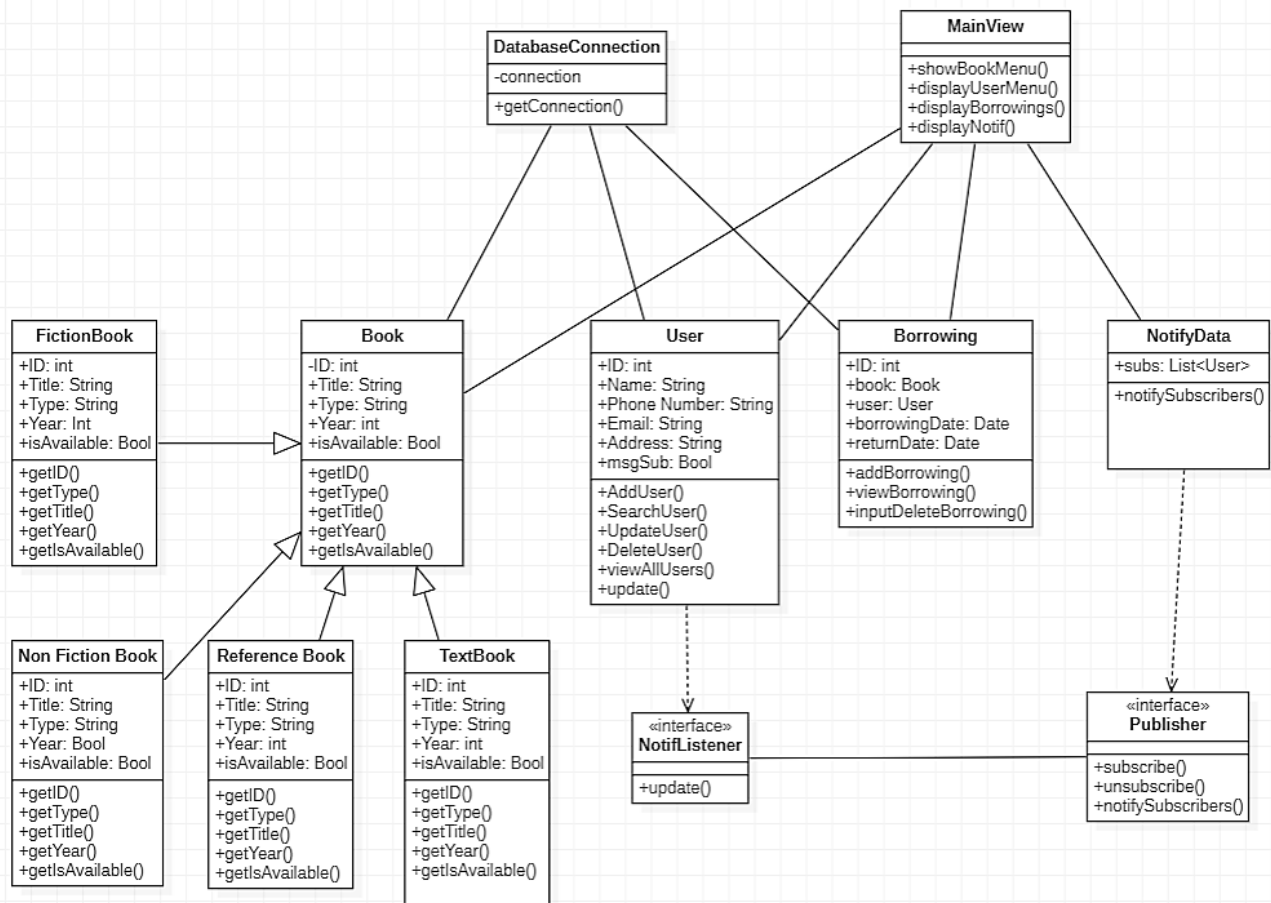 DatabaseConnection
-connection
+getConnection()
MainView
+showBookMenu()
+displayUserMenu()
+displayBorrowings()
+displayNotif()
FictionBook
+ID: int
+Title: String
+Type: String
+Year: Int
+isAvailable: Bool
+getID()
+getType()
+getTitle()
+getYear()
+getIsAvailable()
Book
-ID: int
+Title: String
+Type: String
+Year: int
+isAvailable: Bool
+getID()
+getType()
+getTitle()
+getYear()
+getIsAvailable()
User
+ID: int
+Name: String
+Phone Number: String
+Email: String
+Address: String
+msgSub: Bool
+AddUser()
+SearchUser()
+UpdateUser()
+DeleteUser()
+viewAllUsers()
+update()
Borrowing
+ID: int
+book: Book
+user: User
+borrowingDate: Date
+returnDate: Date
+addBorrowing()
+viewBorrowing()
+inputDeleteBorrowing()
NotifyData
+subs: List<User>
+notifySubscribers()
Non Fiction Book
+ID: int
+Title: String
+Type: String
+Year: Bool
+isAvailable: Bool
+getID()
+getType()
+getTitle()
+getYear()
+getIsAvailable()
Reference Book
+ID: int
+Title: String
+Type: String
+Year: int
+isAvailable: Bool
+getID()
+getType()
+getTitle()
+getYear()
+getIsAvailable()
TextBook
+ID: int
+Title: String
+Type: String
+Year: int
+isAvailable: Bool
+getID()
+getType()
+getTitle()
+getYear()
+getIsAvailable()
«interface»
NotifListener
+update()
«interface»
Publisher
+subscribe()
+unsubscribe()
+notifySubscribers()